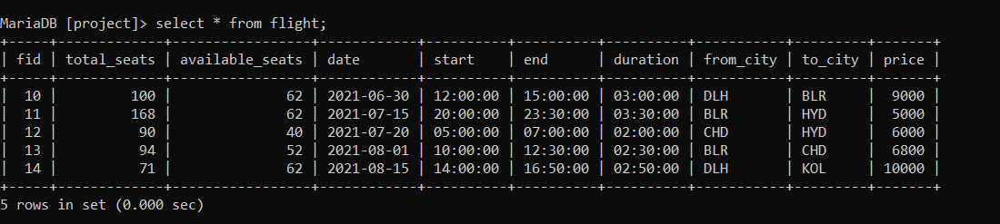 MariaDB [project]> select * from flight;
+-----+-------------+-----------------+------------+----------+----------+----------+-----------+---------+-------+
| fid | total_seats | available_seats | date       | start    | end      | duration | from_city | to_city | price |
+-----+-------------+-----------------+------------+----------+----------+----------+-----------+---------+-------+
|  10 |         100 |              62 | 2021-06-30 | 12:00:00 | 15:00:00 | 03:00:00 | DLH       | BLR     |  9000 |
|  11 |         168 |              62 | 2021-07-15 | 20:00:00 | 23:30:00 | 03:30:00 | BLR       | HYD     |  5000 |
|  12 |          90 |              40 | 2021-07-20 | 05:00:00 | 07:00:00 | 02:00:00 | CHD       | HYD     |  6000 |
|  13 |          94 |              52 | 2021-08-01 | 10:00:00 | 12:30:00 | 02:30:00 | BLR       | CHD     |  6800 |
|  14 |          71 |              62 | 2021-08-15 | 14:00:00 | 16:50:00 | 02:50:00 | DLH       | KOL     | 10000 |
+-----+-------------+-----------------+------------+----------+----------+----------+-----------+---------+-------+
5 rows in set (0.000 sec)